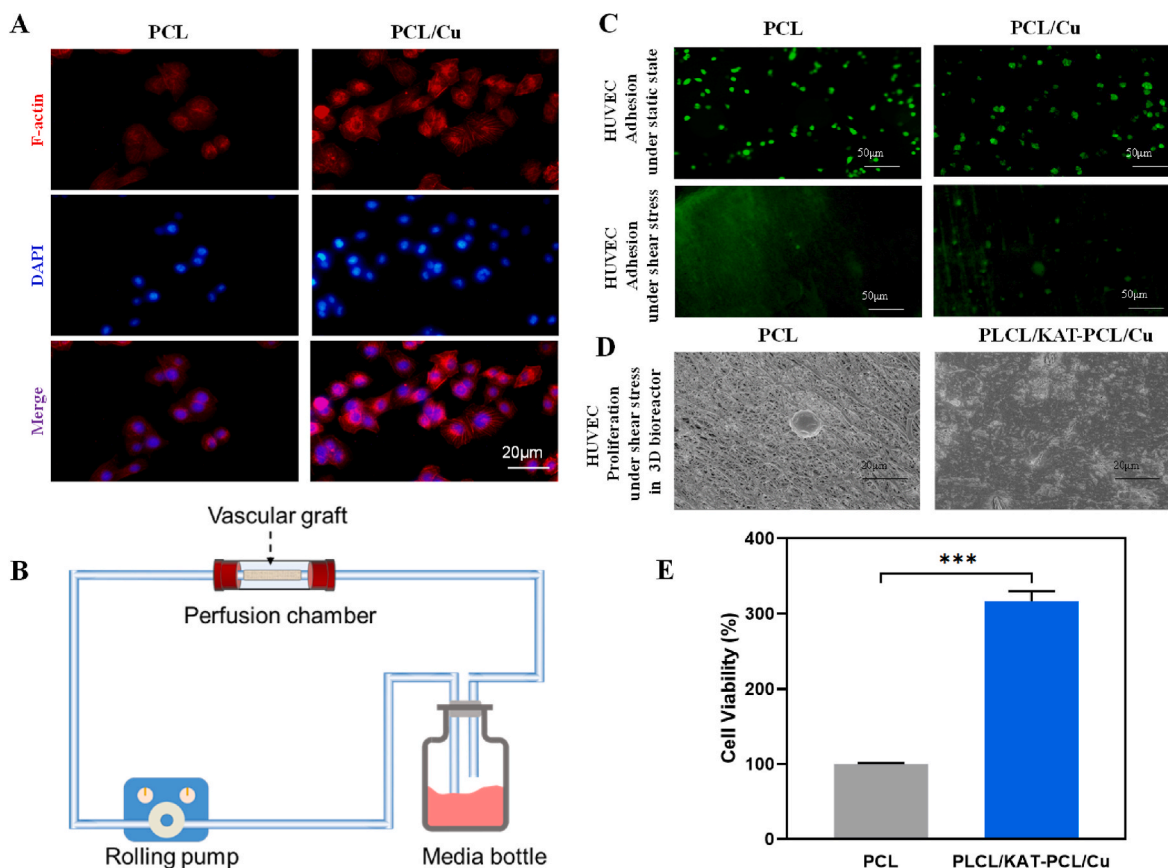 A
PCL
PCL/Cu
F-actin
DAPI
Merge
20μm
B
Vascular graft
Perfusion chamber
Rolling pump
Media bottle
C
PCL
PCL/Cu
HUVEC
Adhesion
under static state
50μm
50μm
HUVEC
Adhesion
under shear stress
50μm
50μm
D
PCL
PLCL/KAT-PCL/Cu
HUVEC
Proliferation
under shear stress
in 3D bioreactor
20μm
20μm
E
Cell Viability (%)
400
300
200
100
0
***
PCL
PLCL/KAT-PCL/Cu